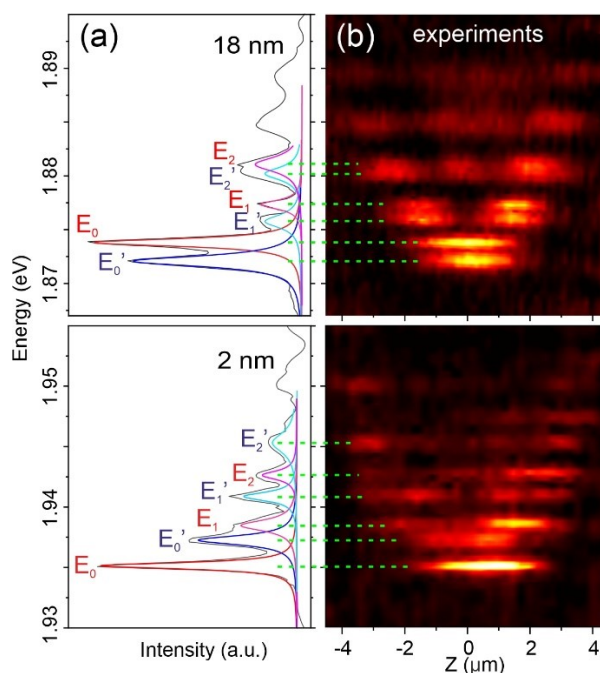 (a)
18 nm
(b)
experiments
1.89
1.88
1.87
E₂
E₂'
E₁
E₁'
E₀
E₀'
Energy (eV)
2 nm
1.95
1.94
1.93
E₂'
E₂
E₁'
E₁
E₀'
E₀
Intensity (a.u.)
-4 -2 0 2 4
Z (μm)